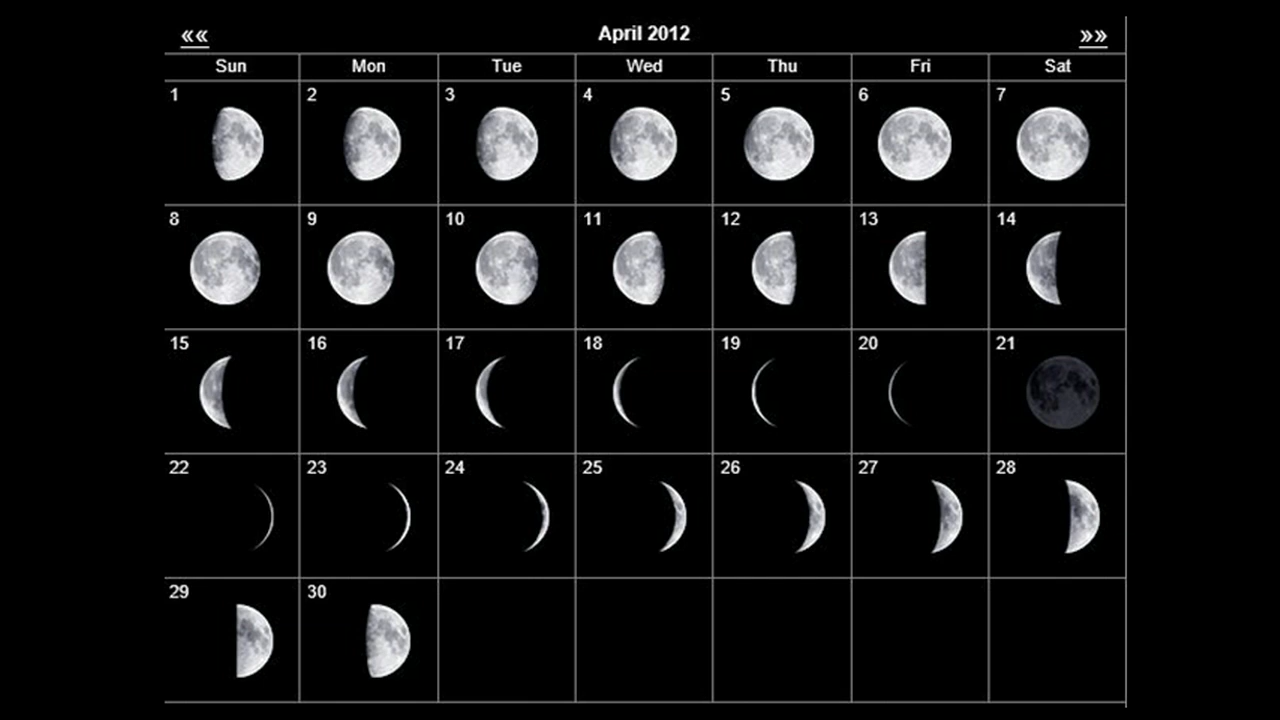 «« April 2012 »»
Sun Mon Tue Wed Thu Fri Sat
1 2 3 4 5 6 7
8 9 10 11 12 13 14
15 16 17 18 19 20 21
22 23 24 25 26 27 28
29 30